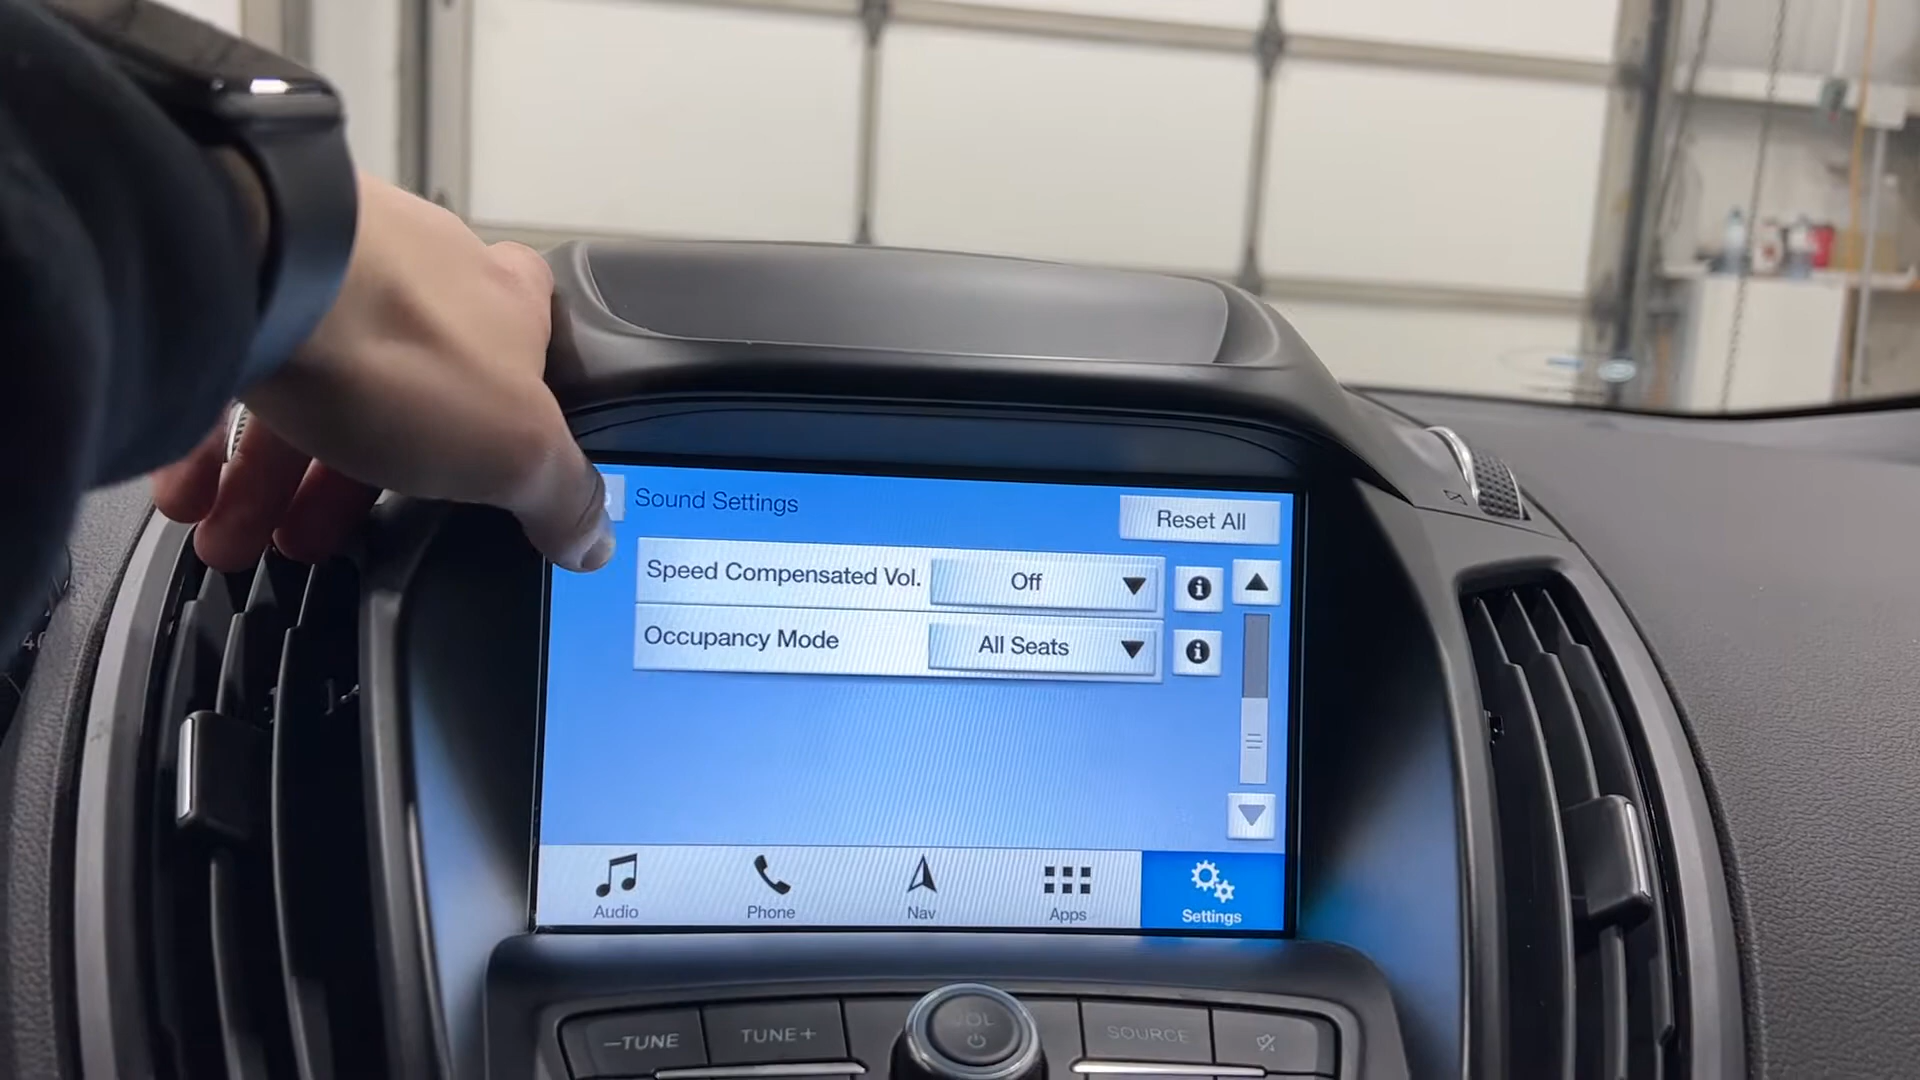 Sound Settings
Reset All
Speed Compensated Vol.
Off
Occupancy Mode
All Seats
Audio
Phone
Nav
Apps
Settings
VOL
−TUNE
TUNE+
SOURCE